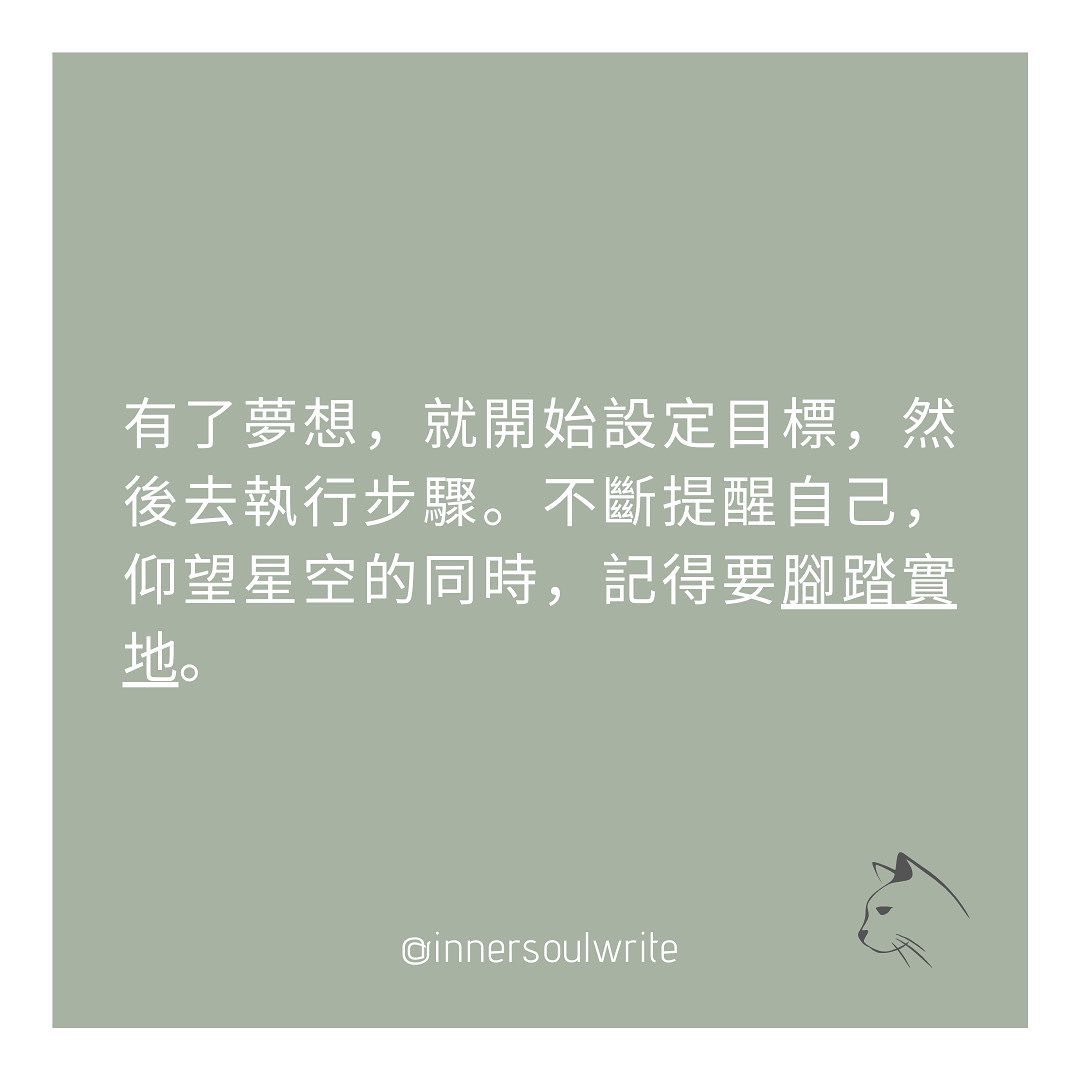 有了夢想，就開始設定目標，然
後去執行步驟。不斷提醒自己，
仰望星空的同時，記得要腳踏實
地。
@innersoulwrite